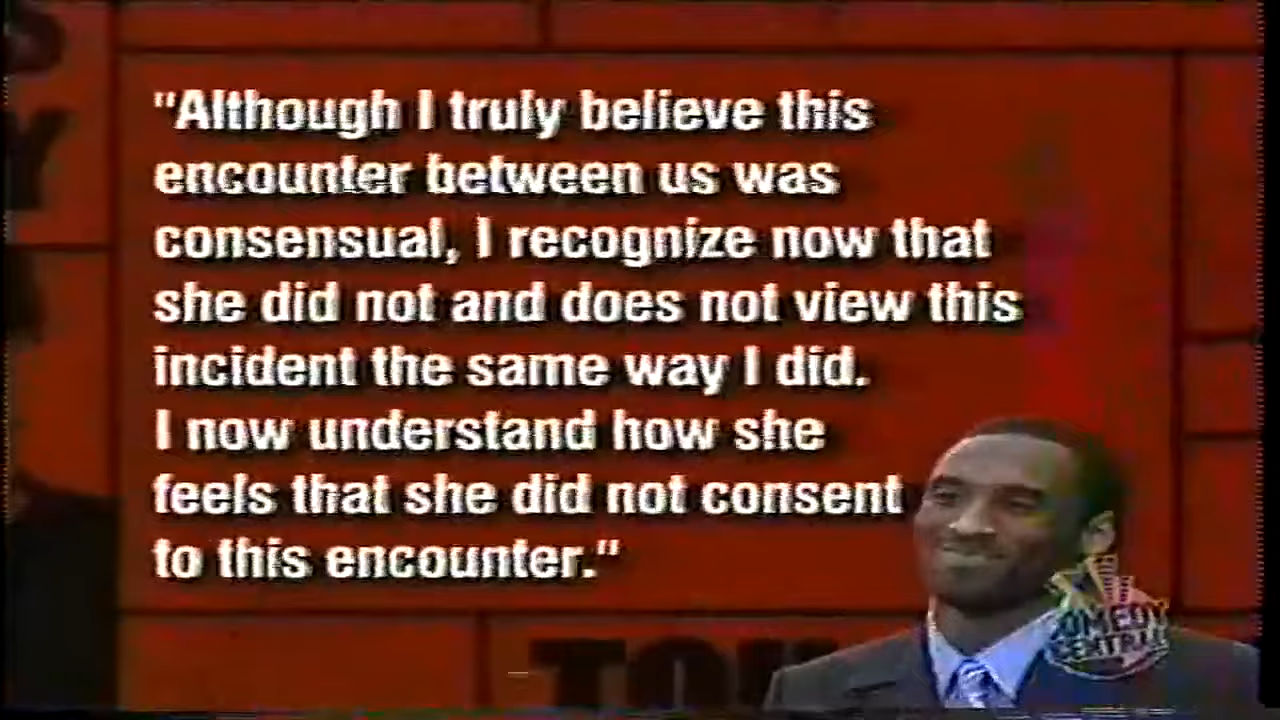 "Although I truly believe this
encounter between us was
consensual, I recognize now that
she did not and does not view this
incident the same way I did.
I now understand how she
feels that she did not consent
to this encounter."
COMEDY
CENTRAL